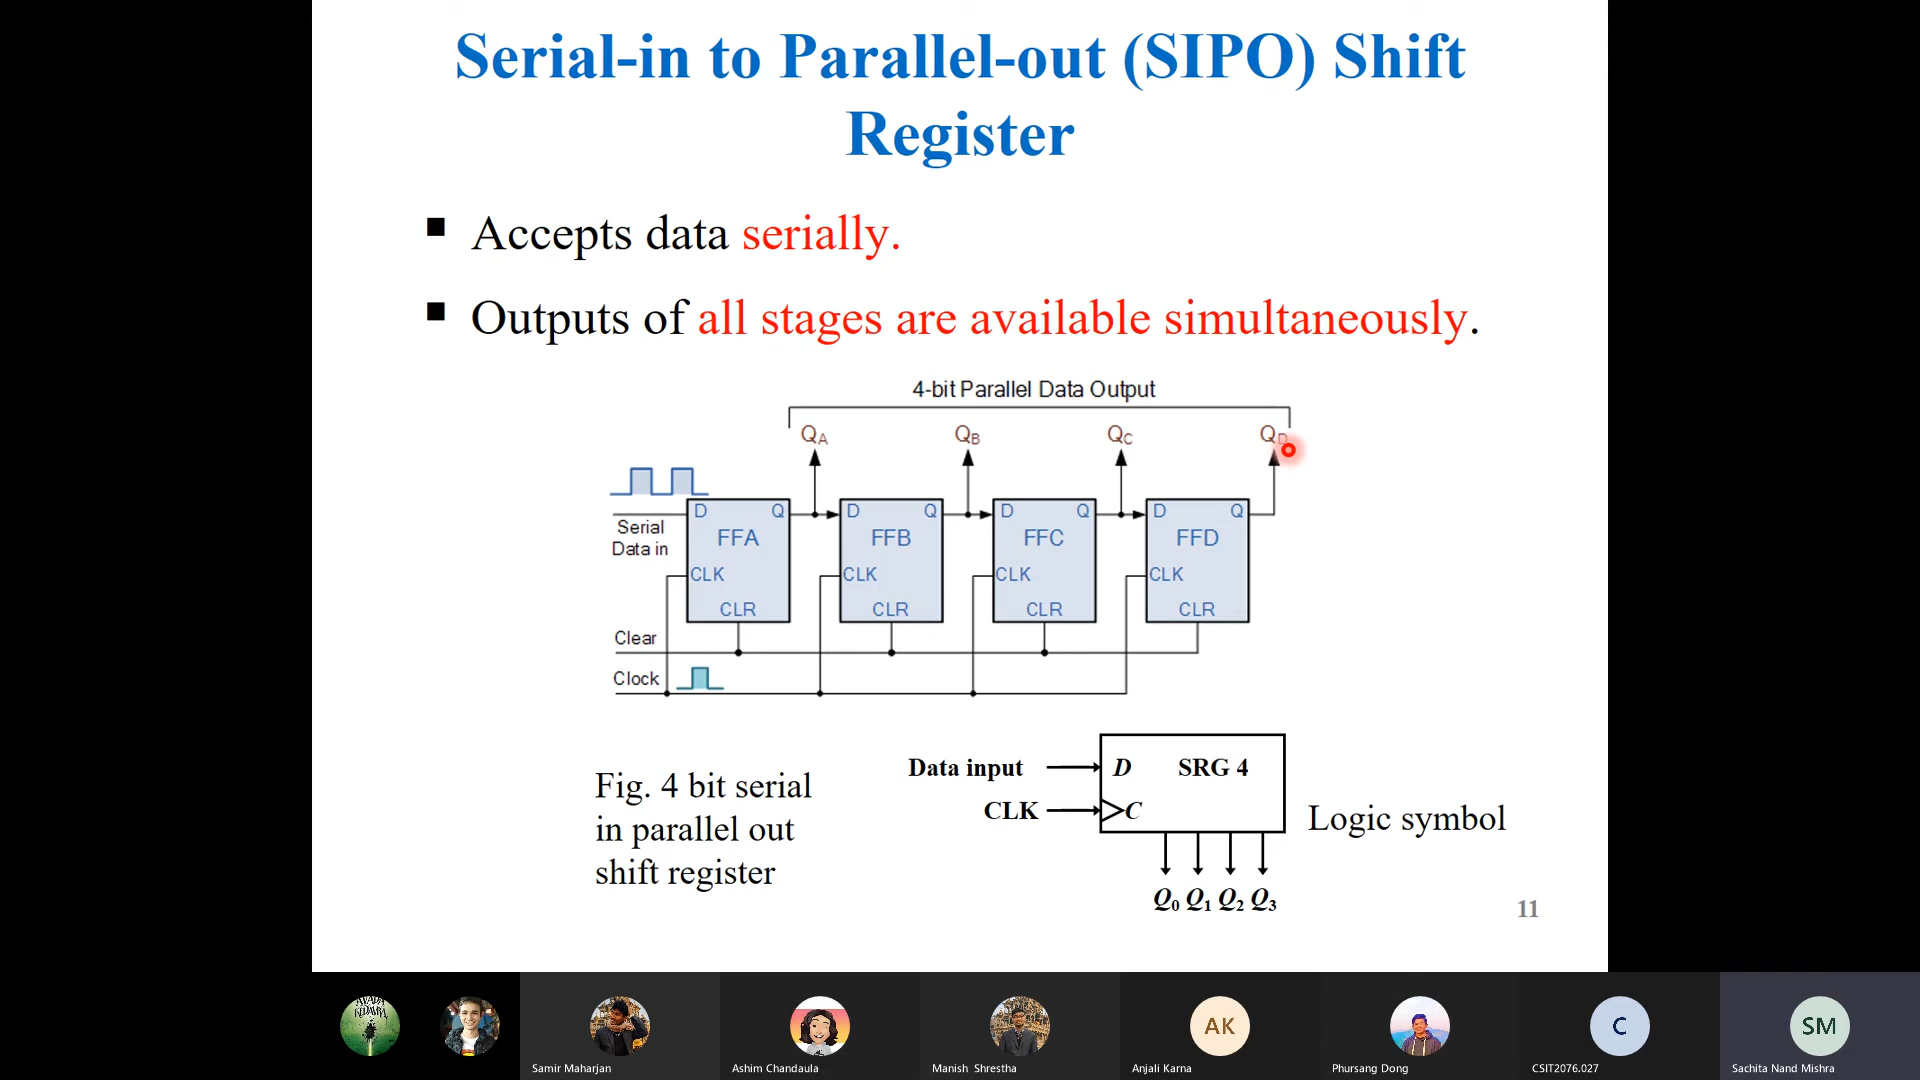 Serial-in to Parallel-out (SIPO) Shift
Register
▪ Accepts data serially.
▪ Outputs of all stages are available simultaneously.
4-bit Parallel Data Output
QA QB QC QD
Serial
Data in
D Q D Q D Q D Q
FFA FFB FFC FFD
CLK CLK CLK CLK
CLR CLR CLR CLR
Clear
Clock
Fig. 4 bit serial
in parallel out
shift register
Data input D SRG 4
CLK C
Logic symbol
Q0 Q1 Q2 Q3
11
AK
C
SM
Samir Maharjan
Ashim Chandaula
Manish Shrestha
Anjali Karna
Phursang Dong
CSIT2076.027
Sachita Nand Mishra